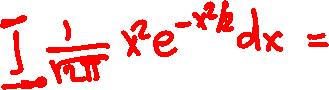 I 1/√2π x²e^(-x²/2) dx =